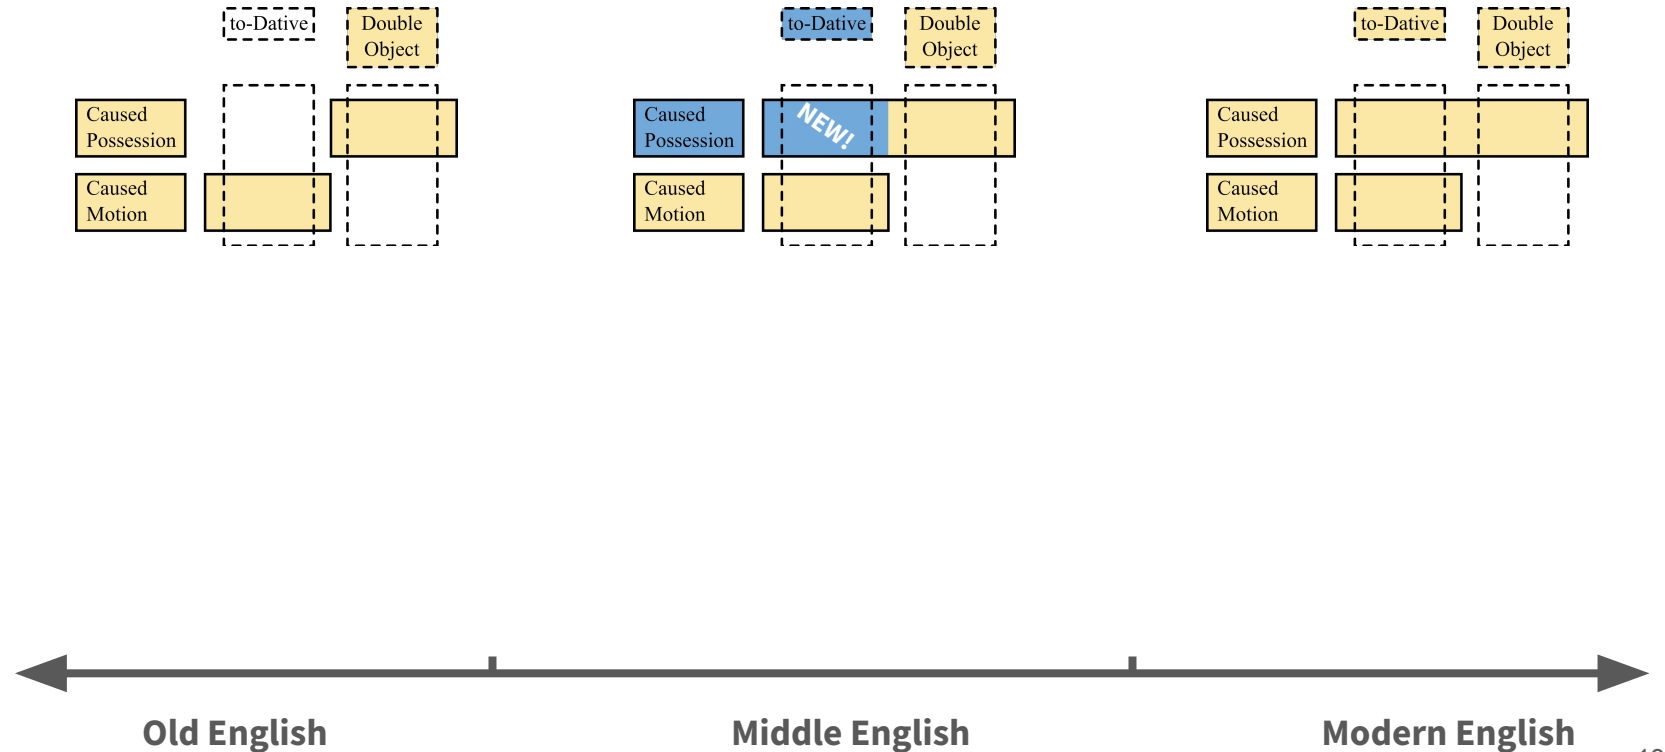 to-Dative
Double
Object
Caused
Possession
Caused
Motion
to-Dative
Double
Object
Caused
Possession
NEW!
Caused
Motion
to-Dative
Double
Object
Caused
Possession
Caused
Motion
Old English
Middle English
Modern English